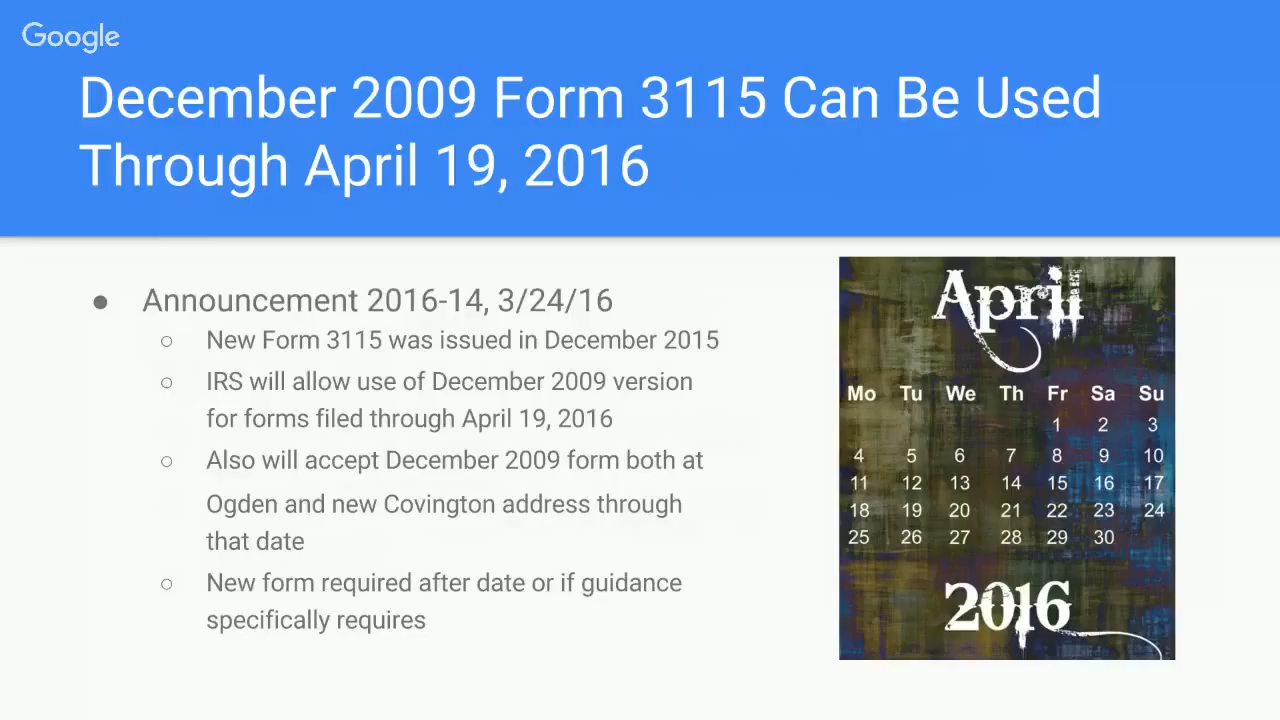 Google
December 2009 Form 3115 Can Be Used
Through April 19, 2016
● Announcement 2016-14, 3/24/16
○ New Form 3115 was issued in December 2015
○ IRS will allow use of December 2009 version
for forms filed through April 19, 2016
○ Also will accept December 2009 form both at
Ogden and new Covington address through
that date
○ New form required after date or if guidance
specifically requires
April
Mo Tu We Th Fr Sa Su
1 2 3
4 5 6 7 8 9 10
11 12 13 14 15 16 17
18 19 20 21 22 23 24
25 26 27 28 29 30
2016